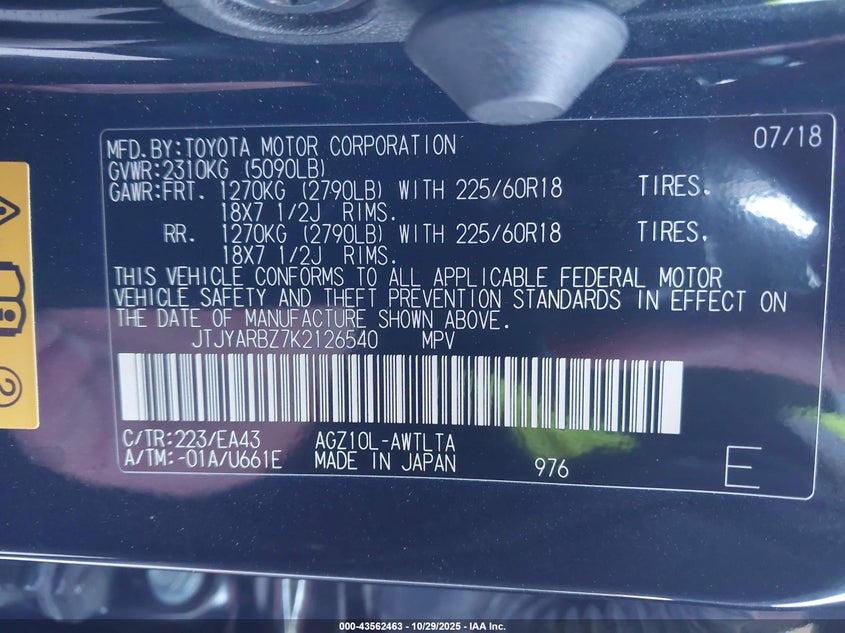 MFD.BY:TOYOTA MOTOR CORPORATION 07/18
GVWR:2310KG (5090LB)
GAWR:FRT. 1270KG (2790LB) WITH 225/60R18 TIRES.
18X7 1/2J RIMS.
RR. 1270KG (2790LB) WITH 225/60R18 TIRES.
18X7 1/2J RIMS.
THIS VEHICLE CONFORMS TO ALL APPLICABLE FEDERAL MOTOR
VEHICLE SAFETY AND THEFT PREVENTION STANDARDS IN EFFECT ON
THE DATE OF MANUFACTURE SHOWN ABOVE.
JTJYARBZ7K2126540 MPV
C/TR:223/EA43 AGZ10L-AWTLTA
A/TM:-01A/U661E MADE IN JAPAN 976 E
2
000-43562463 - 10/29/2025 - IAA Inc.